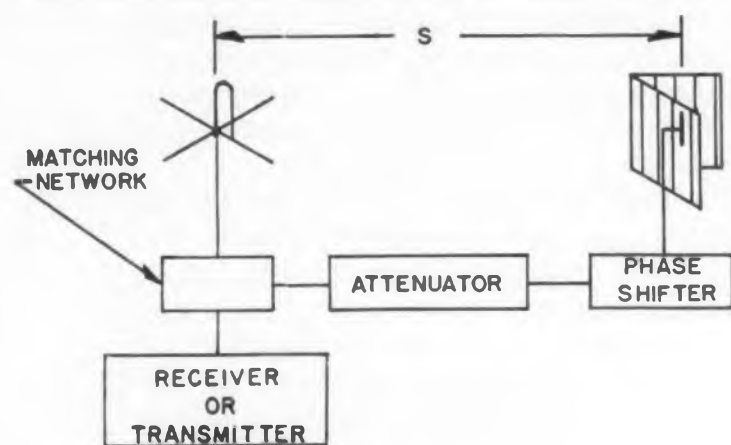 S
MATCHING
NETWORK
ATTENUATOR
PHASE
SHIFTER
RECEIVER
OR
TRANSMITTER